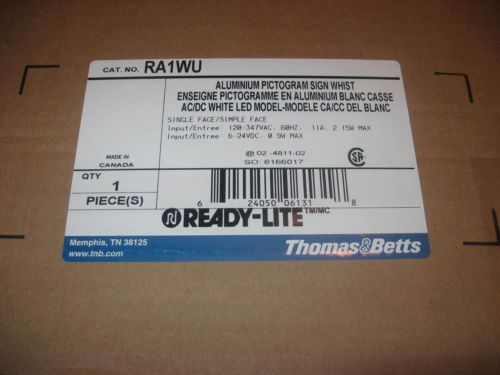 CAT. NO. RA1WU
ALUMINIUM PICTOGRAM SIGN WHIST
ENSEIGNE PICTOGRAMME EN ALUMINIUM BLANC CASSE
AC/DC WHITE LED MODEL-MODELE CA/CC DEL BLANC
SINGLE FACE/SIMPLE FACE
Input/Entree: 120-347VAC. 60HZ. 11A. 2.15W MAX
Input/Entree: 6-24VDC. 0.9W MAX
02-4811-02
SO: 6166017
MADE IN
CANADA
QTY
1
PIECE(S)
6 24050 06131 8
READY-LITE TM/MC
Memphis, TN 38125
www.tnb.com
Thomas&Betts